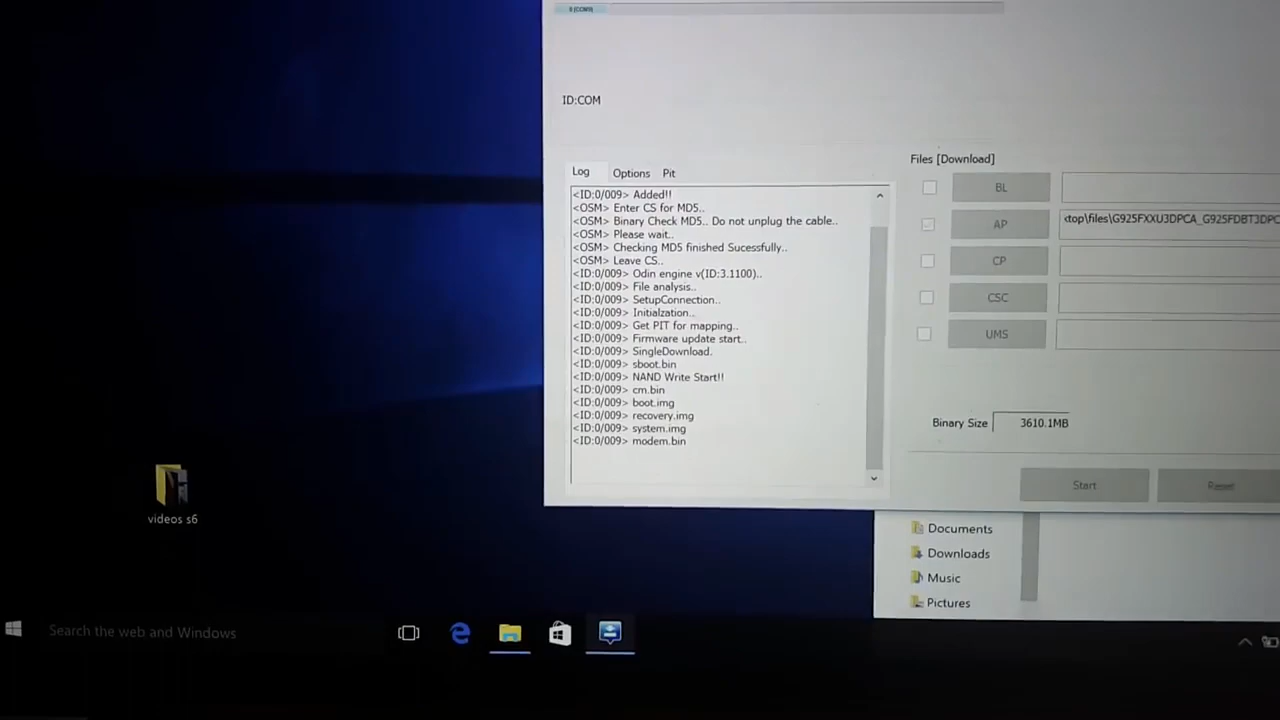 0:[COM9]
ID:COM
Files [Download]
Log
Options
Pit
<ID:0/009> Added!!
<OSM> Enter CS for MD5..
<OSM> Binary Check MD5.. Do not unplug the cable..
<OSM> Please wait..
<OSM> Checking MD5 finished Sucessfully..
<OSM> Leave CS..
<ID:0/009> Odin engine v(ID:3.1100)..
<ID:0/009> File analysis..
<ID:0/009> SetupConnection..
<ID:0/009> Initialzation..
<ID:0/009> Get PIT for mapping..
<ID:0/009> Firmware update start..
<ID:0/009> SingleDownload.
<ID:0/009> sboot.bin
<ID:0/009> NAND Write Start!!
<ID:0/009> cm.bin
<ID:0/009> boot.img
<ID:0/009> recovery.img
<ID:0/009> system.img
<ID:0/009> modem.bin
BL
AP
ktop\files\G925FXXU3DPCA_G925FDBT3DPC
CP
CSC
UMS
Binary Size
3610.1MB
Start
Reset
Documents
Downloads
Music
Pictures
videos s6
Search the web and Windows